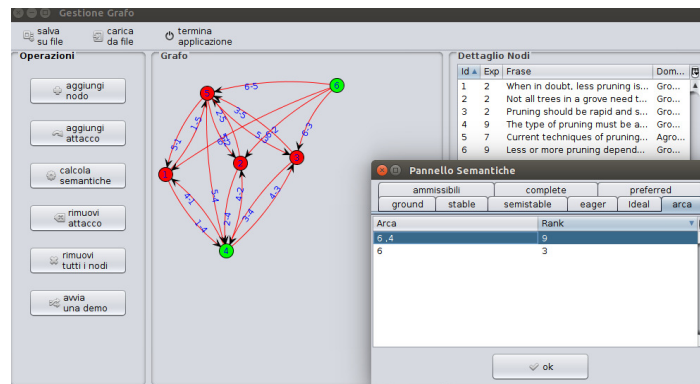 Gestione Grafo
salva
su file
carica
da file
termina
applicazione
Operazioni
aggiungi
nodo
aggiungi
attacco
calcola
semantiche
rimuovi
attacco
rimuovi
tutti i nodi
avvia
una demo
Grafo
6-5
6
3-5
2-5
1-5
5-1
6-2
6-3
1
4-1
5-4
4-2
4-3
2-4
3-4
1-4
4
Dettaglio Nodi
Id Exp Frase Dom...
1 2 When in doubt, less pruning is... Gro...
2 2 Not all trees in a grove need t... Gro...
3 2 Pruning should be rapid and s... Gro...
4 9 The type of pruning must be a... Gro...
5 7 Current techniques of pruning... Agro...
6 9 Less or more pruning depend... Gro...
Pannello Semantiche
ammissibili complete preferred
ground stable semistable eager Ideal arca
Arca Rank
6 ,4 9
6 3
ok